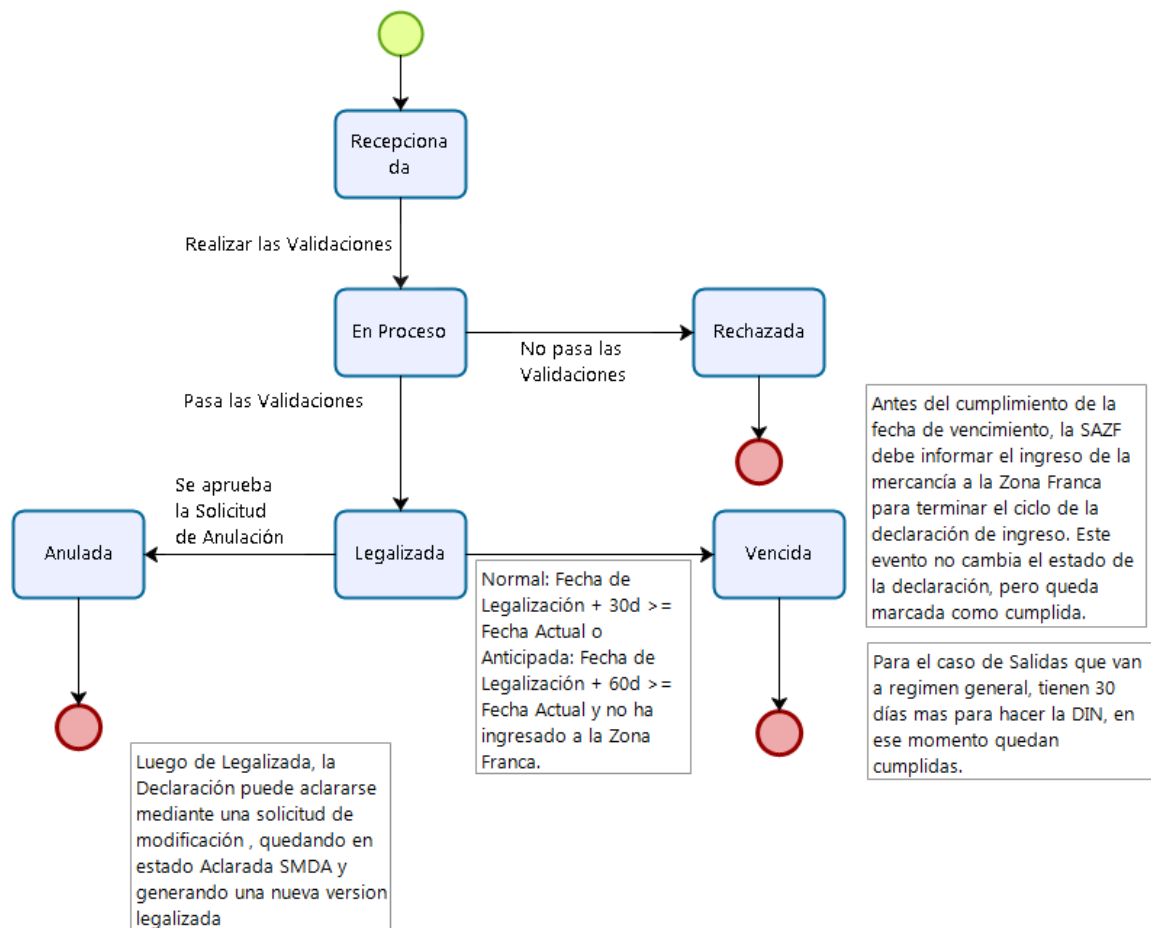 Recepciona
da
Realizar las Validaciones
En Proceso
Rechazada
No pasa las
Validaciones
Pasa las Validaciones
Antes del cumplimiento de la
fecha de vencimiento, la SAZF
debe informar el ingreso de la
mercancía a la Zona Franca
para terminar el ciclo de la
declaración de ingreso. Este
evento no cambia el estado de
la declaración, pero queda
marcada como cumplida.
Se aprueba
la Solicitud
de Anulación
Anulada
Legalizada
Vencida
Normal: Fecha de
Legalización + 30d >=
Fecha Actual o
Anticipada: Fecha de
Legalización + 60d >=
Fecha Actual y no ha
ingresado a la Zona
Franca.
Para el caso de Salidas que van
a regimen general, tienen 30
días mas para hacer la DIN, en
ese momento quedan
cumplidas.
Luego de Legalizada, la
Declaración puede aclararse
mediante una solicitud de
modificación , quedando en
estado Aclarada SMDA y
generando una nueva version
legalizada